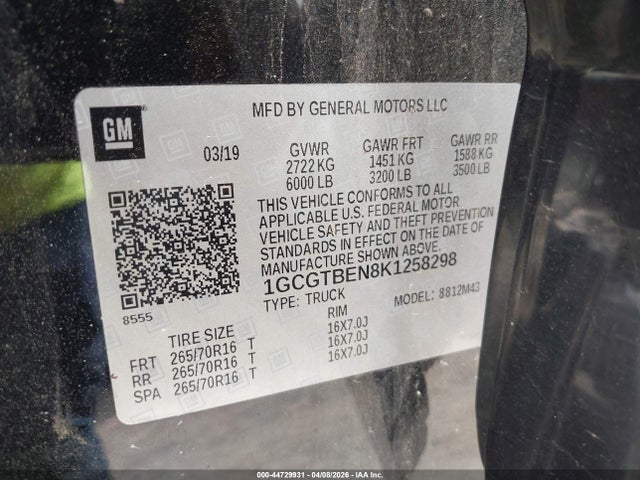 GM
MFD BY GENERAL MOTORS LLC
03/19 GVWR GAWR FRT GAWR RR
2722 KG 1451 KG 1588 KG
6000 LB 3200 LB 3500 LB
THIS VEHICLE CONFORMS TO ALL
APPLICABLE U.S. FEDERAL MOTOR
VEHICLE SAFETY AND THEFT PREVENTION
STANDARDS IN EFFECT ON THE DATE OF
MANUFACTURE SHOWN ABOVE.
1GCGTBEN8K1258298
TYPE: TRUCK MODEL: 8812M43
8555
TIRE SIZE RIM
FRT 265/70R16 T 16X7.0J
RR 265/70R16 T 16X7.0J
SPA 265/70R16 T 16X7.0J
000-44729931 - 04/08/2026 - IAA Inc.